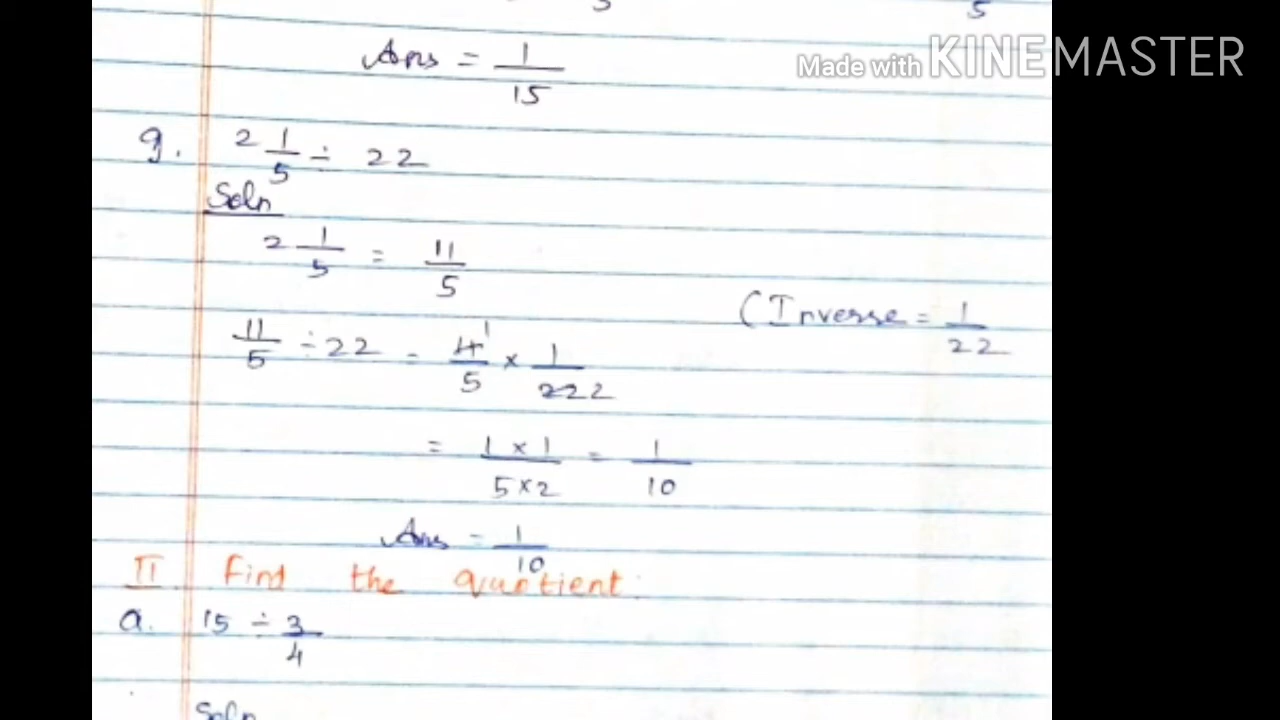 Ans = 1/15
Made with KINEMASTER
g. 2 1/5 ÷ 22
Soln
2 1/5 = 11/5
(Inverse = 1/22
11/5 ÷ 22 = 11 1/5 × 1/22 2
= 1 × 1/5 × 2 = 1/10
Ans = 1/10
II Find the quotient:
a. 15 ÷ 3/4
Soln